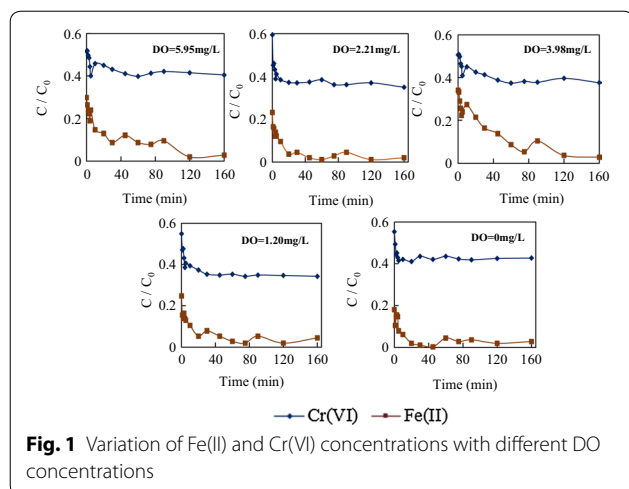 DO=5.95mg/L
DO=2.21mg/L
DO=3.98mg/L
C / C0
0.6
0.4
0.2
0
0.6
0.4
0.2
0
0.6
0.4
0.2
0
0 40 80 120 160
0 40 80 120 160
0 40 80 120 160
Time (min)
Time (min)
Time (min)
DO=1.20mg/L
DO=0mg/L
C / C0
0.6
0.4
0.2
0
C / C0
0.6
0.4
0.2
0
0 40 80 120 160
0 40 80 120 160
Time (min)
Time (min)
Cr(VI) Fe(II)
Fig. 1 Variation of Fe(II) and Cr(VI) concentrations with different DO
concentrations